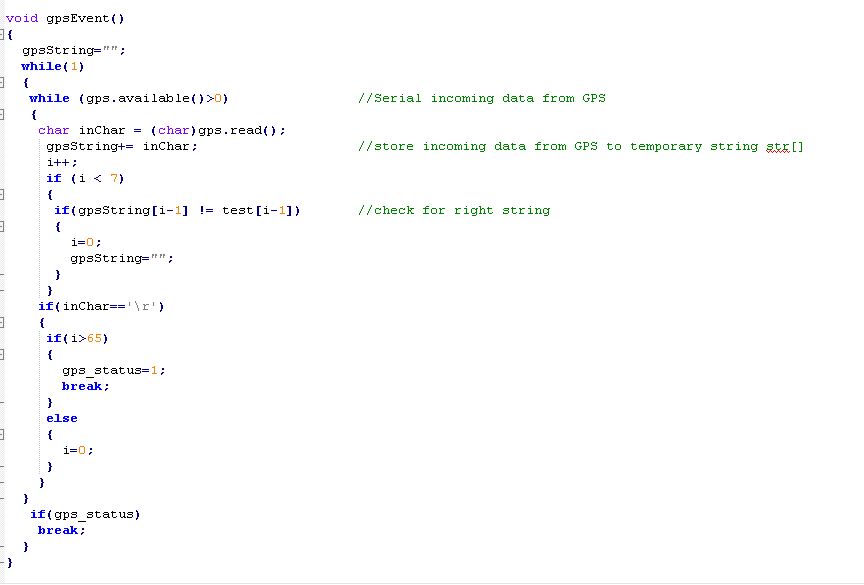 void gpsEvent()
{
  gpsString="";
  while(1)
  {
   while (gps.available()>0)                //Serial incoming data from GPS
   {
    char inChar = (char)gps.read();
     gpsString+= inChar;                    //store incoming data from GPS to temporary string str[]
     i++;
     if (i < 7)
     {
      if(gpsString[i-1] != test[i-1])       //check for right string
      {
        i=0;
        gpsString="";
      }
     }
    if(inChar=='\r')
    {
     if(i>65)
     {
       gps_status=1;
       break;
     }
     else
     {
       i=0;
     }
    }
  }
   if(gps_status)
    break;
  }
}